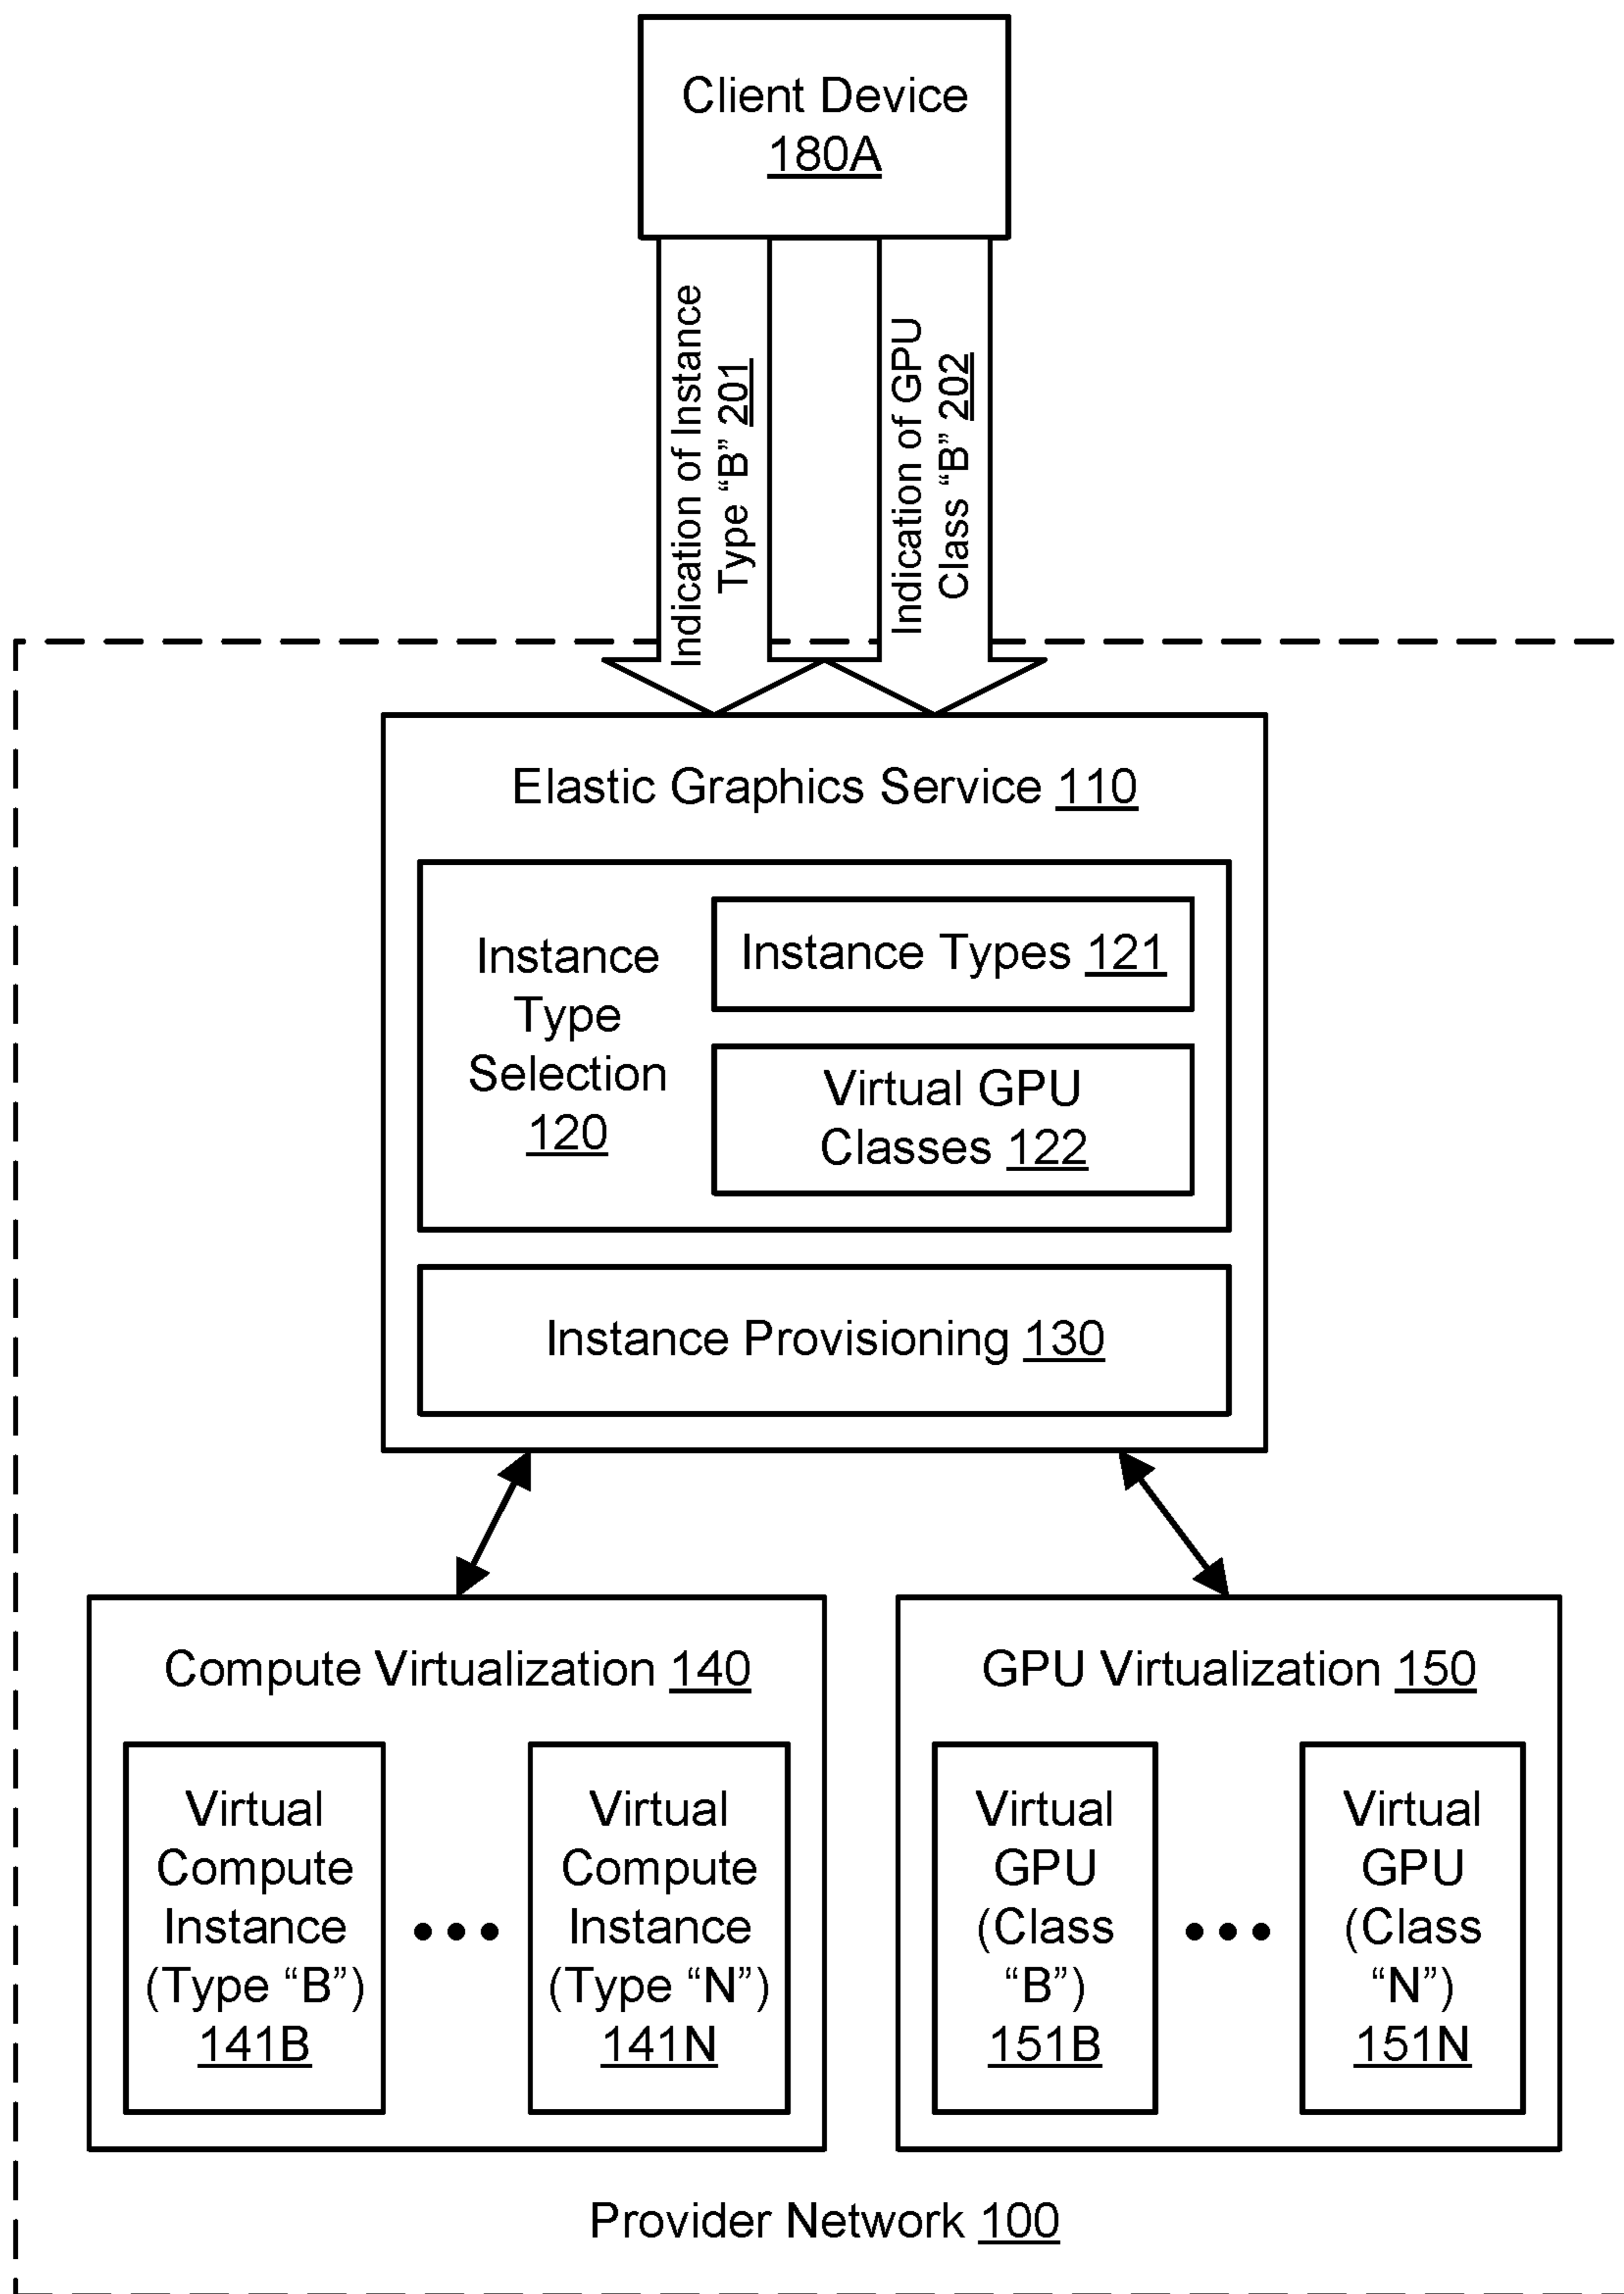 Client Device
180A
Indication of Instance
Type “B” 201
Indication of GPU
Class “B” 202
Elastic Graphics Service 110
Instance
Type
Selection
120
Instance Types 121
Virtual GPU
Classes 122
Instance Provisioning 130
Compute Virtualization 140
Virtual
Compute
Instance
(Type “B”)
141B
Virtual
Compute
Instance
(Type “N”)
141N
GPU Virtualization 150
Virtual
GPU
(Class
“B”)
151B
Virtual
GPU
(Class
“N”)
151N
Provider Network 100